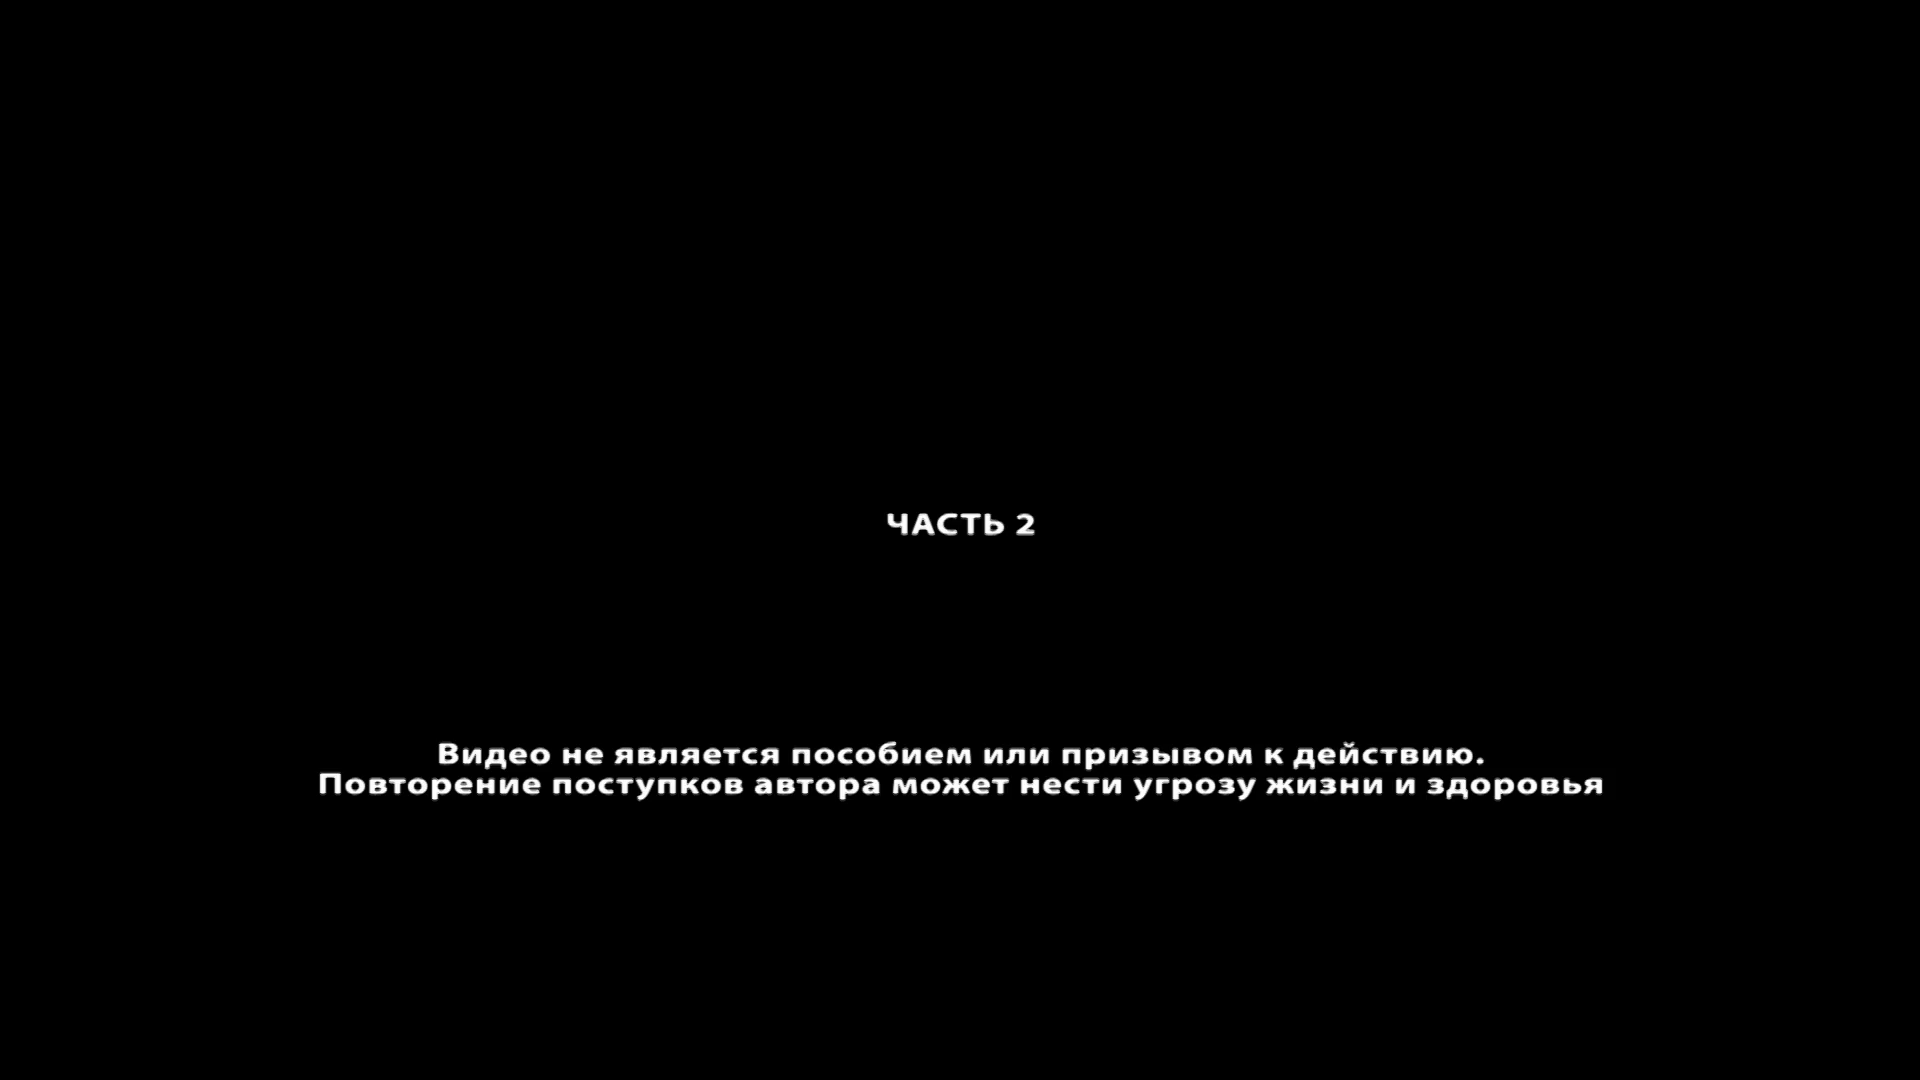 ЧАСТЬ 2
Видео не является пособием или призывом к действию.
Повторение поступков автора может нести угрозу жизни и здоровья